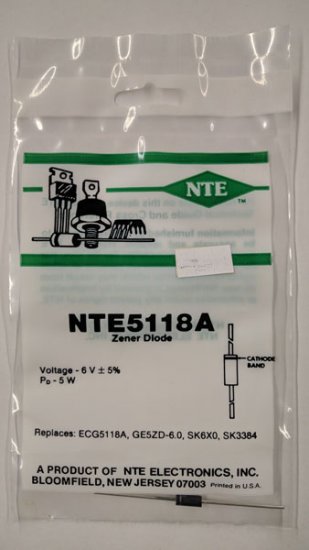 NTE
TM
NTE5118A
Zener Diode
Voltage - 6 V ± 5%
PD - 5 W
CATHODE
BAND
Replaces: ECG5118A, GE5ZD-6.0, SK6X0, SK3384
A PRODUCT OF NTE ELECTRONICS, INC.
BLOOMFIELD, NEW JERSEY 07003 Printed in U.S.A.